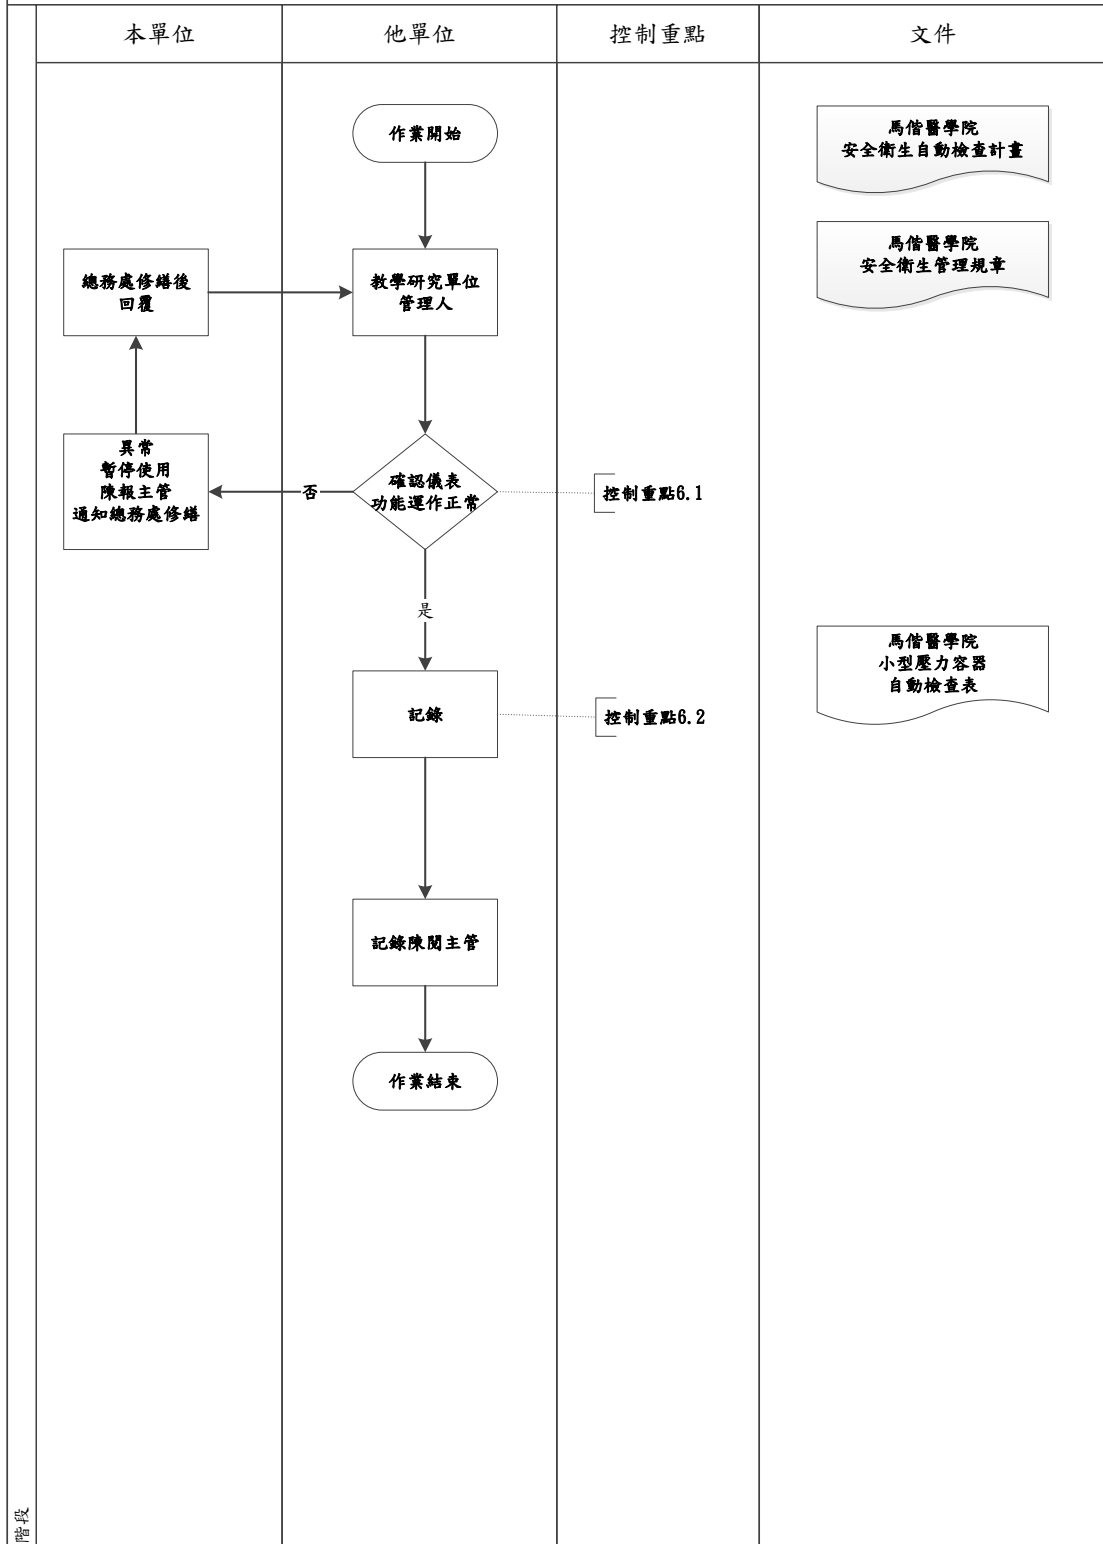 本單位
他單位
控制重點
文件
作業開始
馬偕醫學院
安全衛生自動檢查計畫
馬偕醫學院
安全衛生管理規章
總務處修繕後
回覆
教學研究單位
管理人
異常
暫停使用
陳報主管
通知總務處修繕
否
確認儀表
功能運作正常
控制重點6.1
是
馬偕醫學院
小型壓力容器
自動檢查表
記錄
控制重點6.2
記錄陳閱主管
作業結束
階段